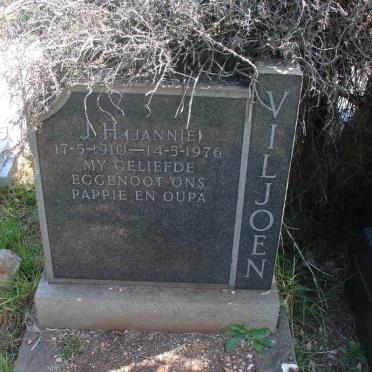 J.H. (JANNIE)
17-5-1910—14-5-1976
MY GELIEFDE
EGGENOOT ONS
PAPPIE EN OUPA
VILJOEN